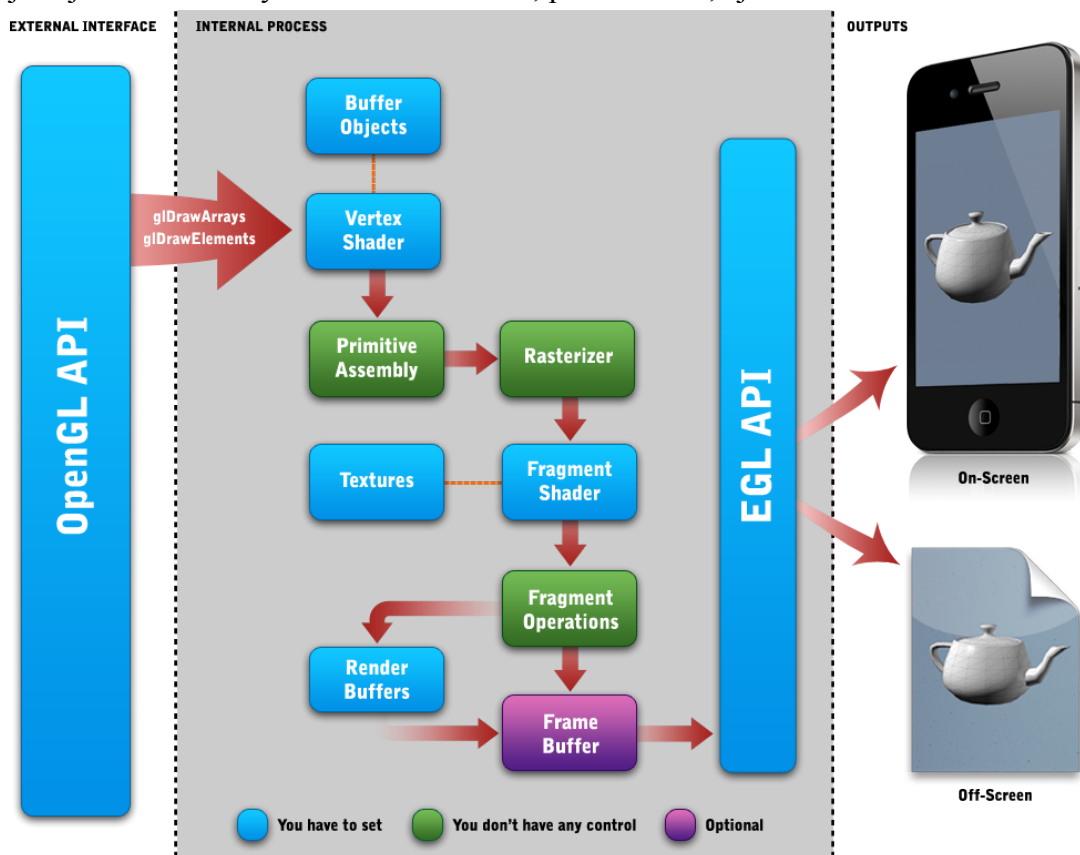 EXTERNAL INTERFACE
INTERNAL PROCESS
OUTPUTS
OpenGL API
glDrawArrays
glDrawElements
Buffer
Objects
Vertex
Shader
Primitive
Assembly
Rasterizer
Textures
Fragment
Shader
Fragment
Operations
Render
Buffers
Frame
Buffer
EGL API
On-Screen
Off-Screen
You have to set
You don't have any control
Optional